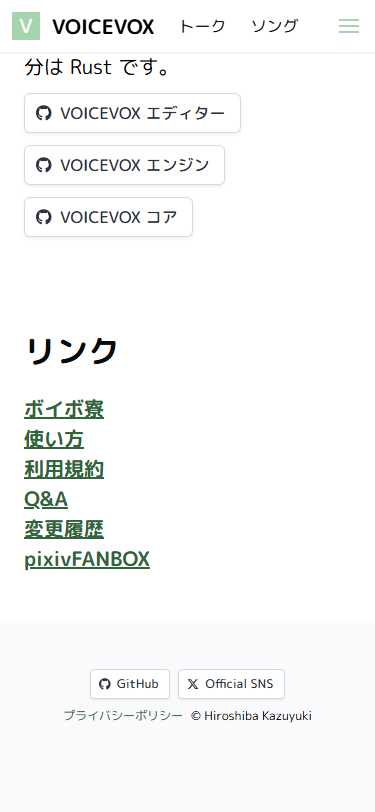 V VOICEVOX トーク ソング
分は Rust です。
VOICEVOX エディター
VOICEVOX エンジン
VOICEVOX コア
リンク
ボイボ寮
使い方
利用規約
Q&A
変更履歴
pixivFANBOX
GitHub Official SNS
プライバシーポリシー © Hiroshiba Kazuyuki